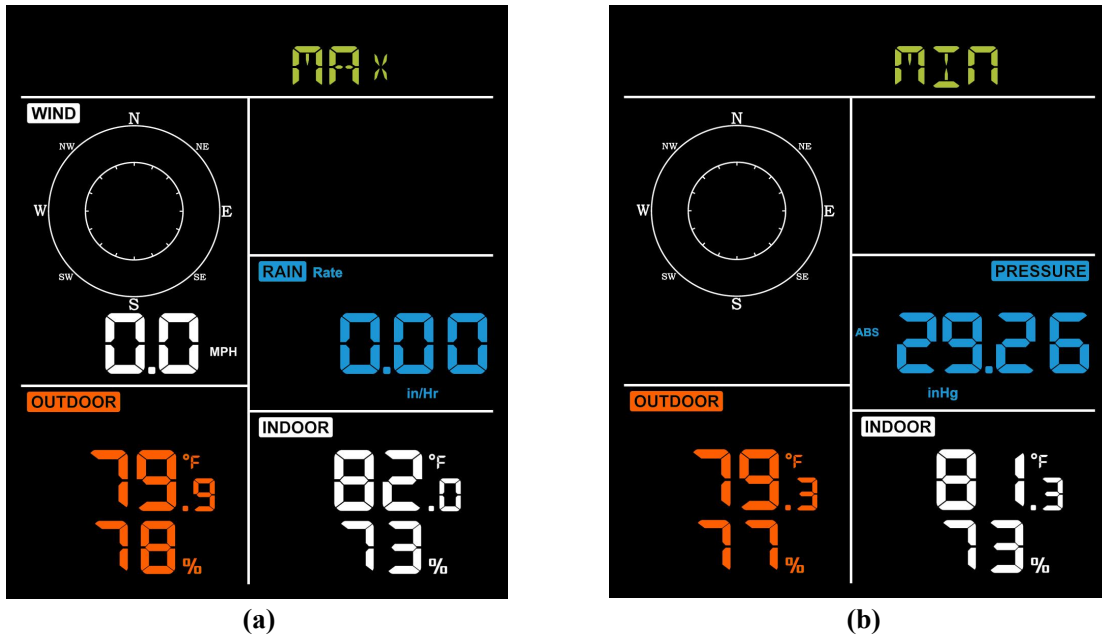 MAX
WIND
N
NW NE
W E
SW SE
S
0.0 MPH
RAIN Rate
0.00
in/Hr
OUTDOOR
79.9 °F
78 %
INDOOR
82.0 °F
73 %
(a)
MIN
N
NW NE
W E
SW SE
S
PRESSURE
ABS 29.26
inHg
OUTDOOR
79.3 °F
77 %
INDOOR
81.3 °F
73 %
(b)